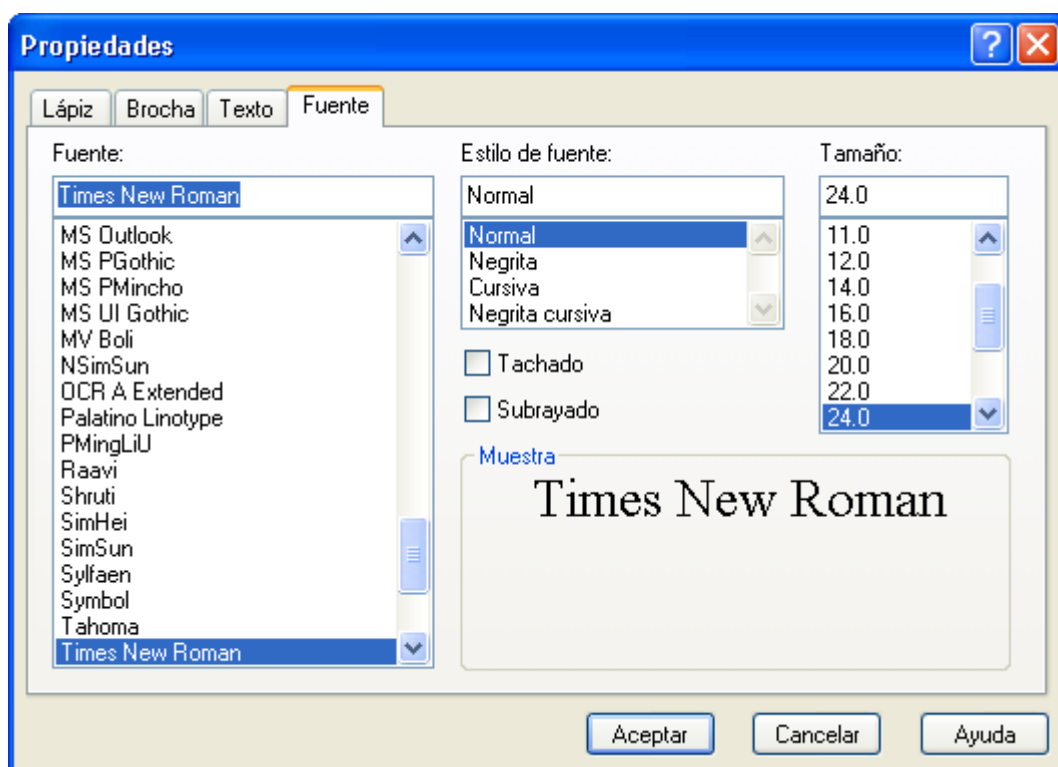 Propiedades
Lápiz Brocha Texto Fuente
Fuente:
Times New Roman
MS Outlook
MS PGothic
MS PMincho
MS UI Gothic
MV Boli
NSimSun
OCR A Extended
Palatino Linotype
PMingLiU
Raavi
Shruti
SimHei
SimSun
Sylfaen
Symbol
Tahoma
Times New Roman
Estilo de fuente:
Normal
Normal
Negrita
Cursiva
Negrita cursiva
Tachado
Subrayado
Tamaño:
24.0
11.0
12.0
14.0
16.0
18.0
20.0
22.0
24.0
Muestra
Times New Roman
Aceptar Cancelar Ayuda